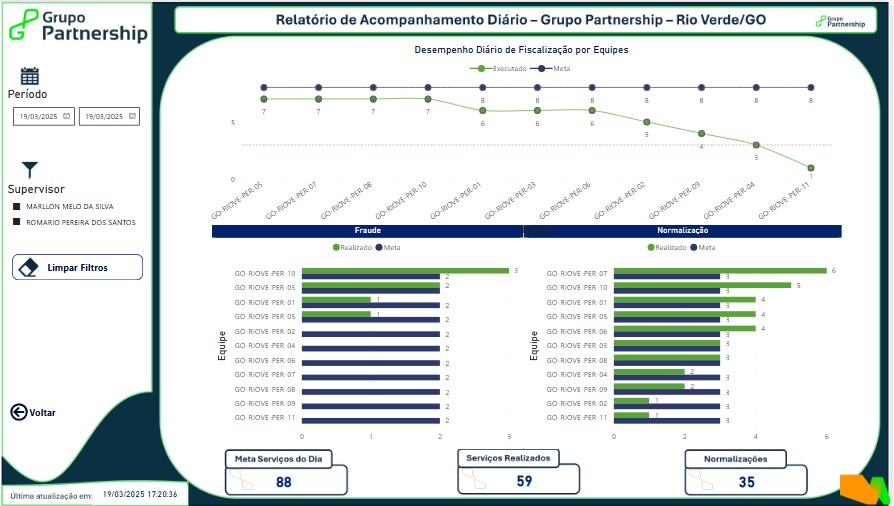 Grupo
Partnership
Relatório de Acompanhamento Diário – Grupo Partnership – Rio Verde/GO
Grupo
Partnership
Período
19/03/2025
19/03/2025
Supervisor
MARLLON MELO DA SILVA
ROMARIO PEREIRA DOS SANTOS
Limpar Filtros
Voltar
Última atualização em: 19/03/2025 17:20:36
Desempenho Diário de Fiscalização por Equipes
Executado Meta
8 8 8 8 8 8 8
7 7 7 7 6 6 6 5 4 3 1
5
0
GO-RIOVE-PER-05
GO-RIOVE-PER-07
GO-RIOVE-PER-08
GO-RIOVE-PER-10
GO-RIOVE-PER-01
GO-RIOVE-PER-03
GO-RIOVE-PER-06
GO-RIOVE-PER-02
GO-RIOVE-PER-09
GO-RIOVE-PER-04
GO-RIOVE-PER-11
Fraude
Realizado Meta
Equipe
GO-RIOVE-PER-10 3 2
GO-RIOVE-PER-03 2
GO-RIOVE-PER-01 1 2
GO-RIOVE-PER-05 1 2
GO-RIOVE-PER-02 2
GO-RIOVE-PER-04 2
GO-RIOVE-PER-06 2
GO-RIOVE-PER-07 2
GO-RIOVE-PER-08 2
GO-RIOVE-PER-09 2
GO-RIOVE-PER-11 2
0 1 2 3
Normalização
Realizado Meta
Equipe
GO-RIOVE-PER-07 6 3
GO-RIOVE-PER-10 5 3
GO-RIOVE-PER-01 4 3
GO-RIOVE-PER-05 4 3
GO-RIOVE-PER-06 4 3
GO-RIOVE-PER-03 3
GO-RIOVE-PER-08 3
GO-RIOVE-PER-04 2 3
GO-RIOVE-PER-09 2 3
GO-RIOVE-PER-02 1 3
GO-RIOVE-PER-11 1 3
0 2 4 6
Meta Serviços do Dia
88
Serviços Realizados
59
Normalizações
35